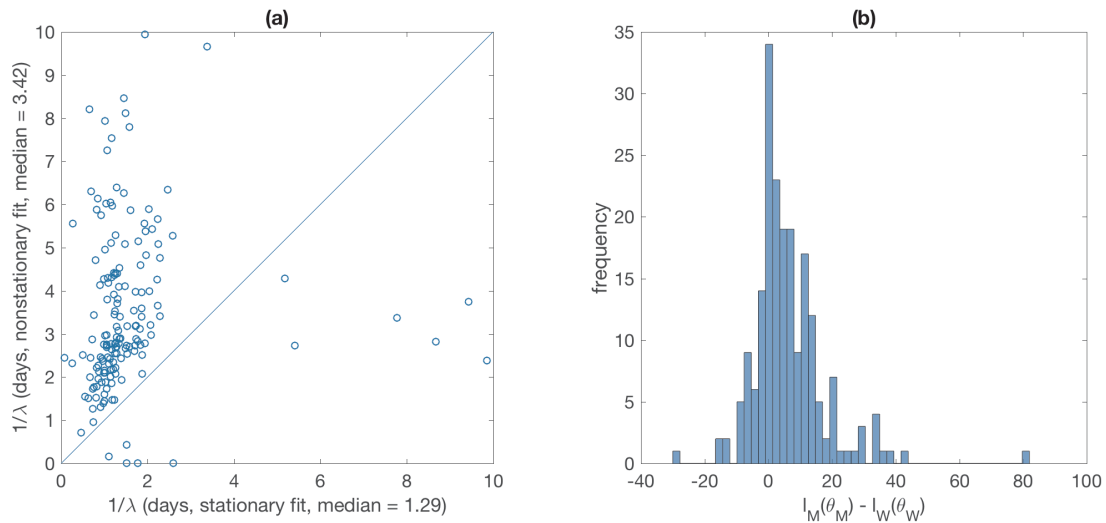 (a)
10
9
8
7
6
5
4
3
2
1
0
1/λ (days, nonstationary fit, median = 3.42)
0 2 4 6 8 10
1/λ (days, stationary fit, median = 1.29)
(b)
35
30
25
20
15
10
5
0
frequency
-40 -20 0 20 40 60 80 100
l_M(θ_M) - l_W(θ_W)